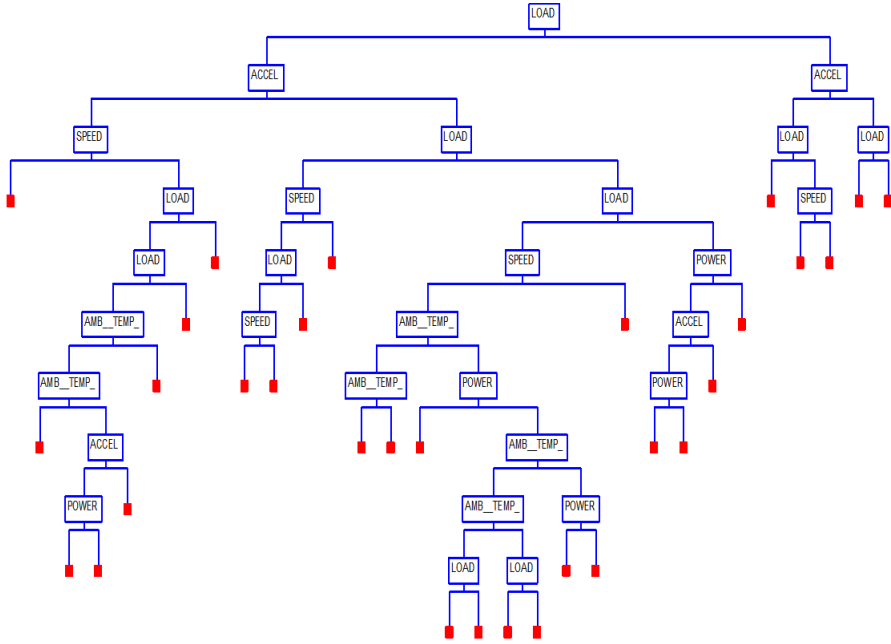 LOAD
ACCEL ACCEL
SPEED LOAD LOAD LOAD
LOAD SPEED LOAD SPEED
LOAD LOAD SPEED POWER
AMB__TEMP_ SPEED AMB__TEMP_ ACCEL
AMB__TEMP_ AMB__TEMP_ POWER POWER
ACCEL AMB__TEMP_
POWER AMB__TEMP_ POWER
LOAD LOAD